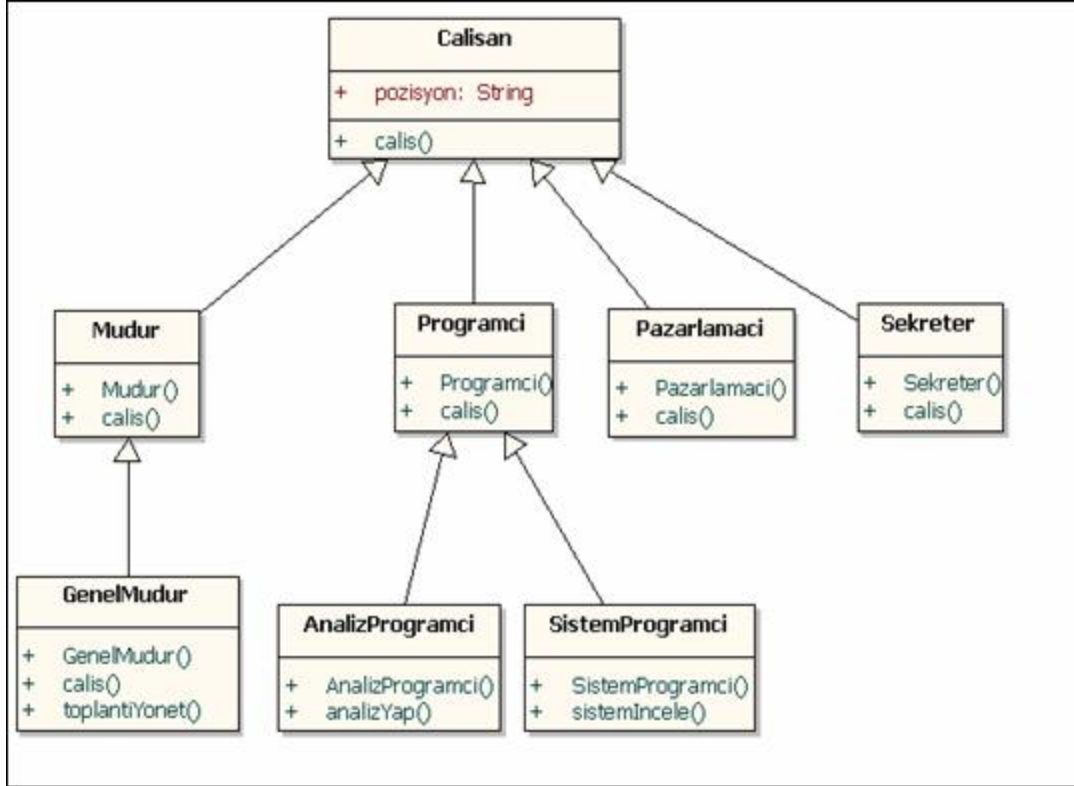 Calisan
+ pozisyon: String
+ calis()
Mudur
+ Mudur()
+ calis()
Programci
+ Programci()
+ calis()
Pazarlamaci
+ Pazarlamaci()
+ calis()
Sekreter
+ Sekreter()
+ calis()
GenelMudur
+ GenelMudur()
+ calis()
+ toplantiYonet()
AnalizProgramci
+ AnalizProgramci()
+ analizYap()
SistemProgramci
+ SistemProgramci()
+ sistemIncele()